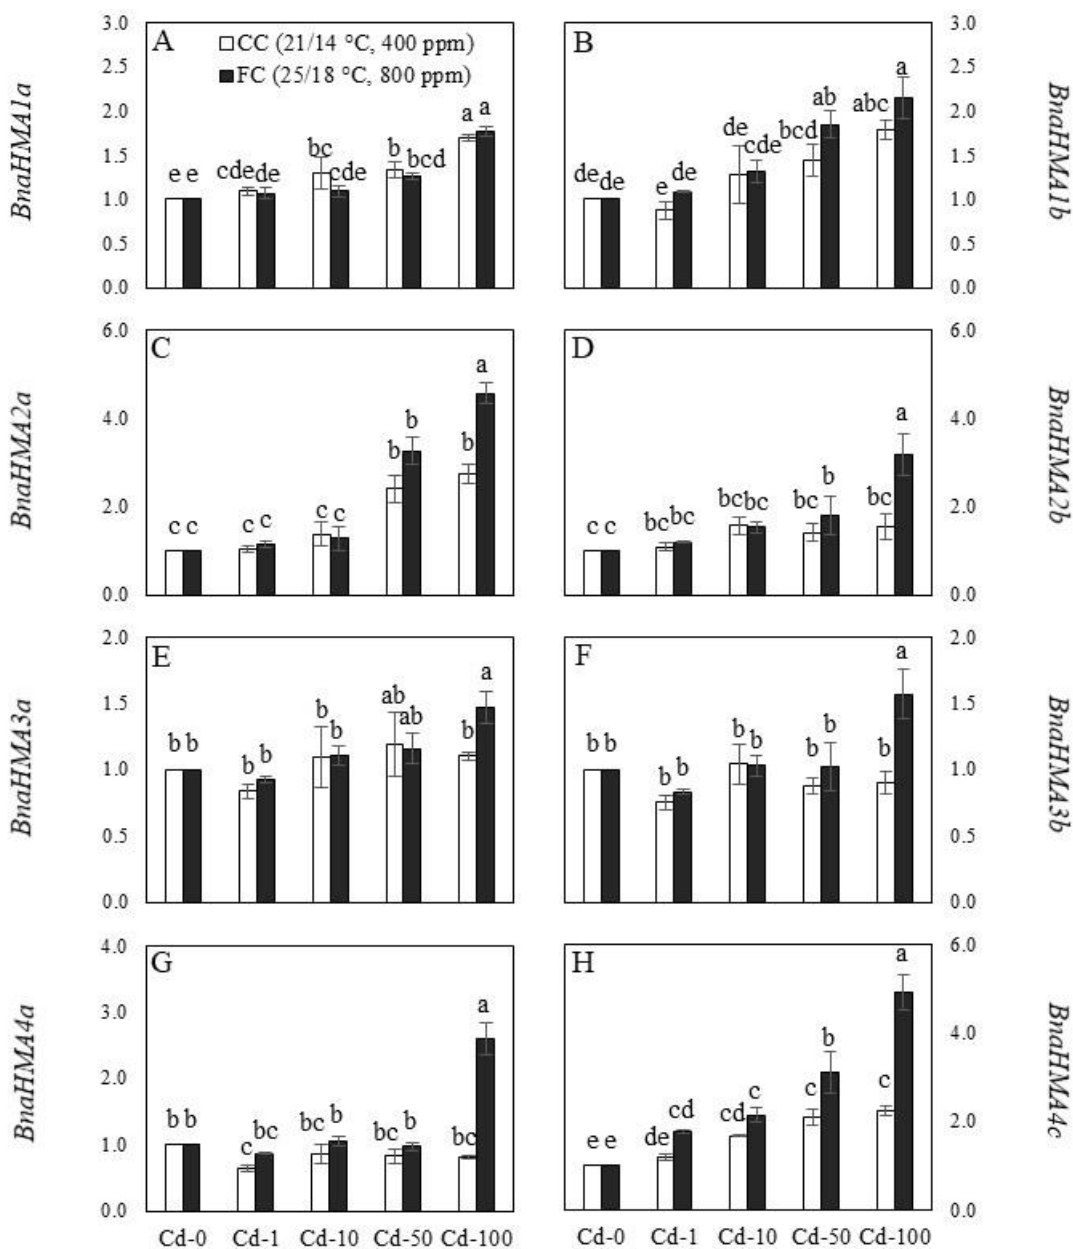 A
CC (21/14 °C, 400 ppm)
FC (25/18 °C, 800 ppm)
BnaHMA1a
3.0
2.5
2.0
1.5
1.0
0.5
0.0
e e
cde de
bc cde
b bcd
a a
B
BnaHMA1b
3.0
2.5
2.0
1.5
1.0
0.5
0.0
de de
e de
de cde
bcd ab
abc a
C
BnaHMA2a
6.0
4.0
2.0
0.0
c c
c c
c c
b b
b a
D
BnaHMA2b
6.0
4.0
2.0
0.0
c c
bc bc
bc bc
bc b
bc a
E
BnaHMA3a
2.0
1.5
1.0
0.5
0.0
b b
b b
b b
ab ab
b a
F
BnaHMA3b
2.0
1.5
1.0
0.5
0.0
b b
b b
b b
b b
b a
G
BnaHMA4a
4.0
3.0
2.0
1.0
0.0
b b
c bc
bc b
bc b
bc a
Cd-0 Cd-1 Cd-10 Cd-50 Cd-100
H
BnaHMA4c
6.0
4.0
2.0
0.0
e e
de cd
cd c
c b
c a
Cd-0 Cd-1 Cd-10 Cd-50 Cd-100